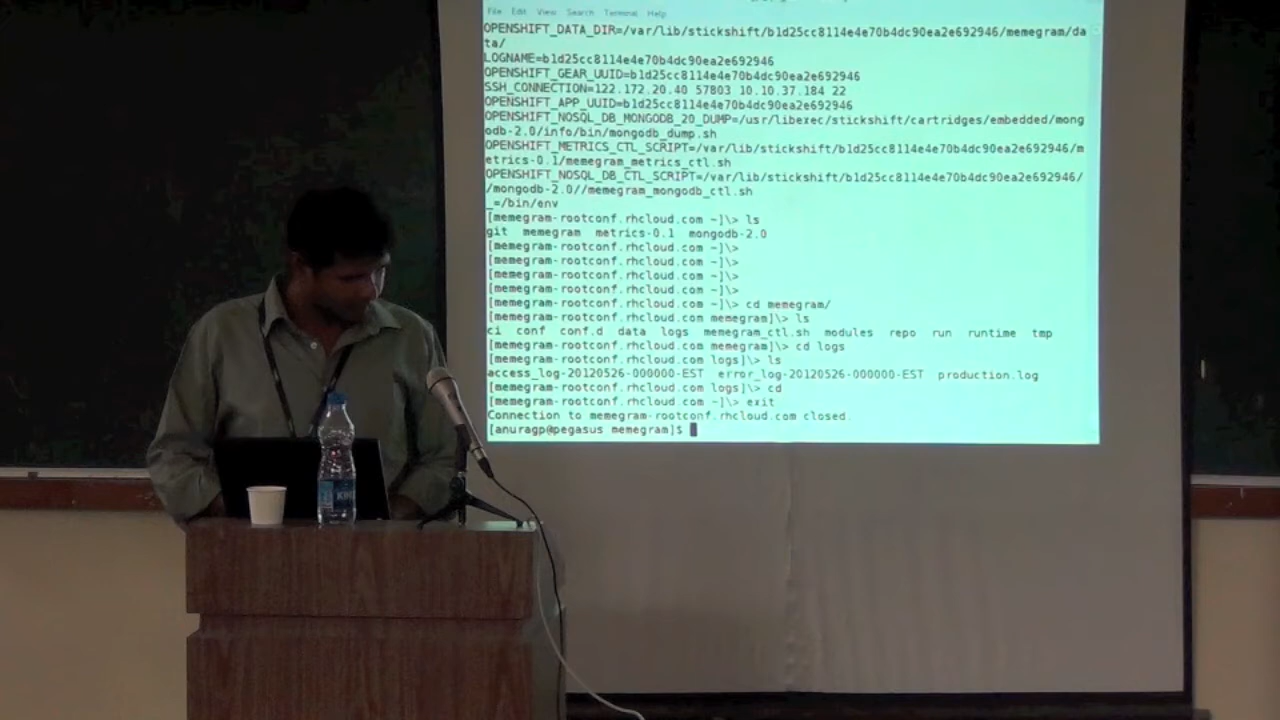 File Edit View Search Terminal Help
OPENSHIFT_DATA_DIR=/var/lib/stickshift/b1d25cc8114e4e70b4dc90ea2e692946/memegram/da
ta/
LOGNAME=b1d25cc8114e4e70b4dc90ea2e692946
OPENSHIFT_GEAR_UUID=b1d25cc8114e4e70b4dc90ea2e692946
SSH_CONNECTION=122.172.20.40 57803 10.10.37.184 22
OPENSHIFT_APP_UUID=b1d25cc8114e4e70b4dc90ea2e692946
OPENSHIFT_NOSQL_DB_MONGODB_20_DUMP=/usr/libexec/stickshift/cartridges/embedded/mong
odb-2.0/info/bin/mongodb_dump.sh
OPENSHIFT_METRICS_CTL_SCRIPT=/var/lib/stickshift/b1d25cc8114e4e70b4dc90ea2e692946/m
etrics-0.1/memegram_metrics_ctl.sh
OPENSHIFT_NOSQL_DB_CTL_SCRIPT=/var/lib/stickshift/b1d25cc8114e4e70b4dc90ea2e692946/
/mongodb-2.0//memegram_mongodb_ctl.sh
_=/bin/env
[memegram-rootconf.rhcloud.com ~]\> ls
git memegram metrics-0.1 mongodb-2.0
[memegram-rootconf.rhcloud.com ~]\>
[memegram-rootconf.rhcloud.com ~]\>
[memegram-rootconf.rhcloud.com ~]\>
[memegram-rootconf.rhcloud.com ~]\>
[memegram-rootconf.rhcloud.com ~]\> cd memegram/
[memegram-rootconf.rhcloud.com memegram]\> ls
ci conf conf.d data logs memegram_ctl.sh modules repo run runtime tmp
[memegram-rootconf.rhcloud.com memegram]\> cd logs
[memegram-rootconf.rhcloud.com logs]\> ls
access_log-20120526-000000-EST error_log-20120526-000000-EST production.log
[memegram-rootconf.rhcloud.com logs]\> cd
[memegram-rootconf.rhcloud.com ~]\> exit
Connection to memegram-rootconf.rhcloud.com closed.
[anuragp@pegasus memegram]$